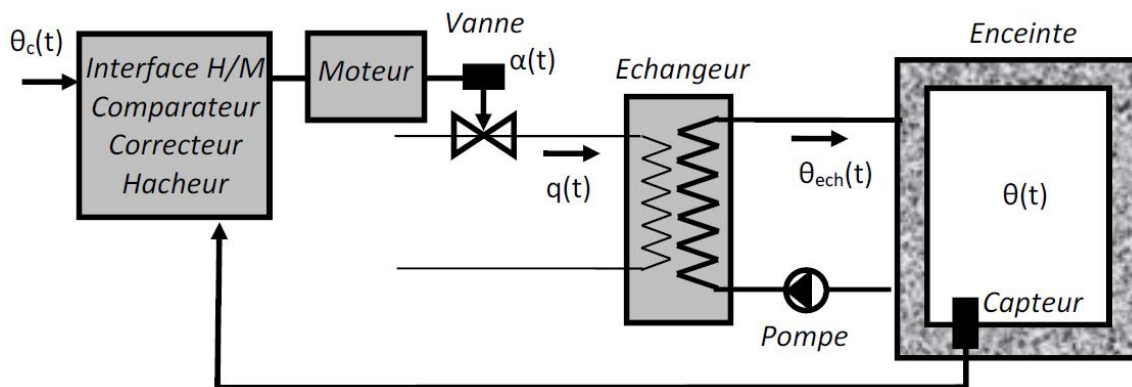 Vanne
Enceinte
θc(t)
Interface H/M
Comparateur
Correcteur
Hacheur
Moteur
α(t)
Echangeur
q(t)
θech(t)
θ(t)
Capteur
Pompe